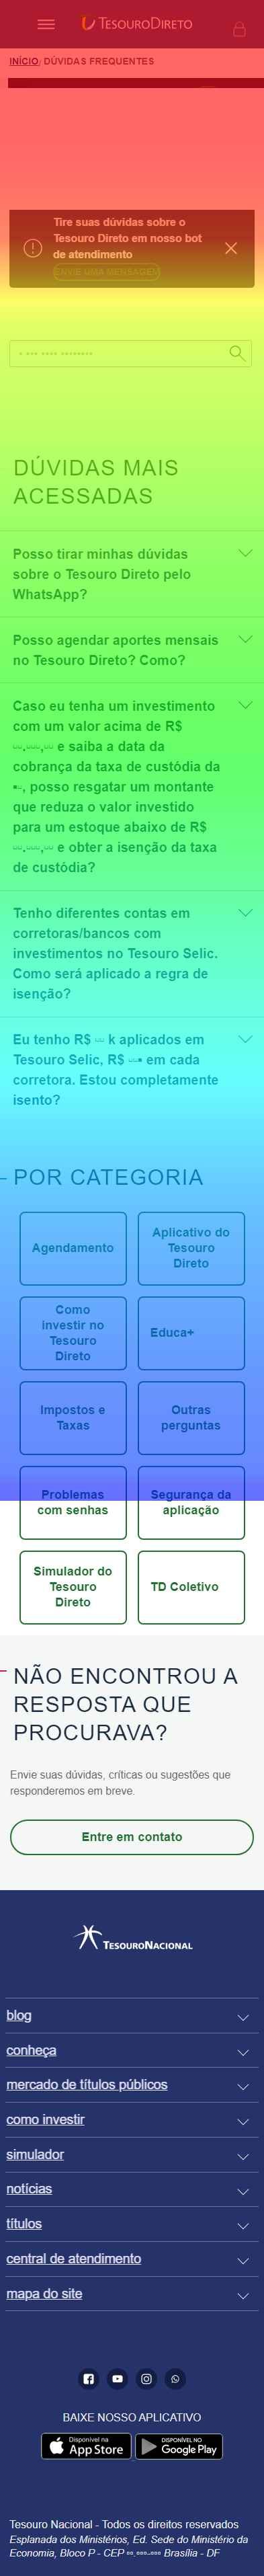 TESOURODIRETO
INÍCIO/ DÚVIDAS FREQUENTES
Tire suas dúvidas sobre o
Tesouro Direto em nosso bot
de atendimento
ENVIE UMA MENSAGEM
DÚVIDAS MAIS
ACESSADAS
Posso tirar minhas dúvidas
sobre o Tesouro Direto pelo
WhatsApp?
Posso agendar aportes mensais
no Tesouro Direto? Como?
Caso eu tenha um investimento
com um valor acima de R$
e saiba a data da
cobrança da taxa de custódia da
, posso resgatar um montante
que reduza o valor investido
para um estoque abaixo de R$
e obter a isenção da taxa
de custódia?
Tenho diferentes contas em
corretoras/bancos com
investimentos no Tesouro Selic.
Como será aplicado a regra de
isenção?
Eu tenho R$ k aplicados em
Tesouro Selic, R$ em cada
corretora. Estou completamente
isento?
POR CATEGORIA
Agendamento
Aplicativo do
Tesouro
Direto
Como
investir no
Tesouro
Direto
Educa+
Impostos e
Taxas
Outras
perguntas
Problemas
com senhas
Segurança da
aplicação
Simulador do
Tesouro
Direto
TD Coletivo
NÃO ENCONTROU A
RESPOSTA QUE
PROCURAVA?
Envie suas dúvidas, críticas ou sugestões que
responderemos em breve.
Entre em contato
TESOURONACIONAL
blog
conheça
mercado de títulos públicos
como investir
simulador
notícias
títulos
central de atendimento
mapa do site
BAIXE NOSSO APLICATIVO
Disponível na
App Store
DISPONÍVEL NO
Google Play
Tesouro Nacional - Todos os direitos reservados
Esplanada dos Ministérios, Ed. Sede do Ministério da
Economia, Bloco P - CEP Brasília - DF